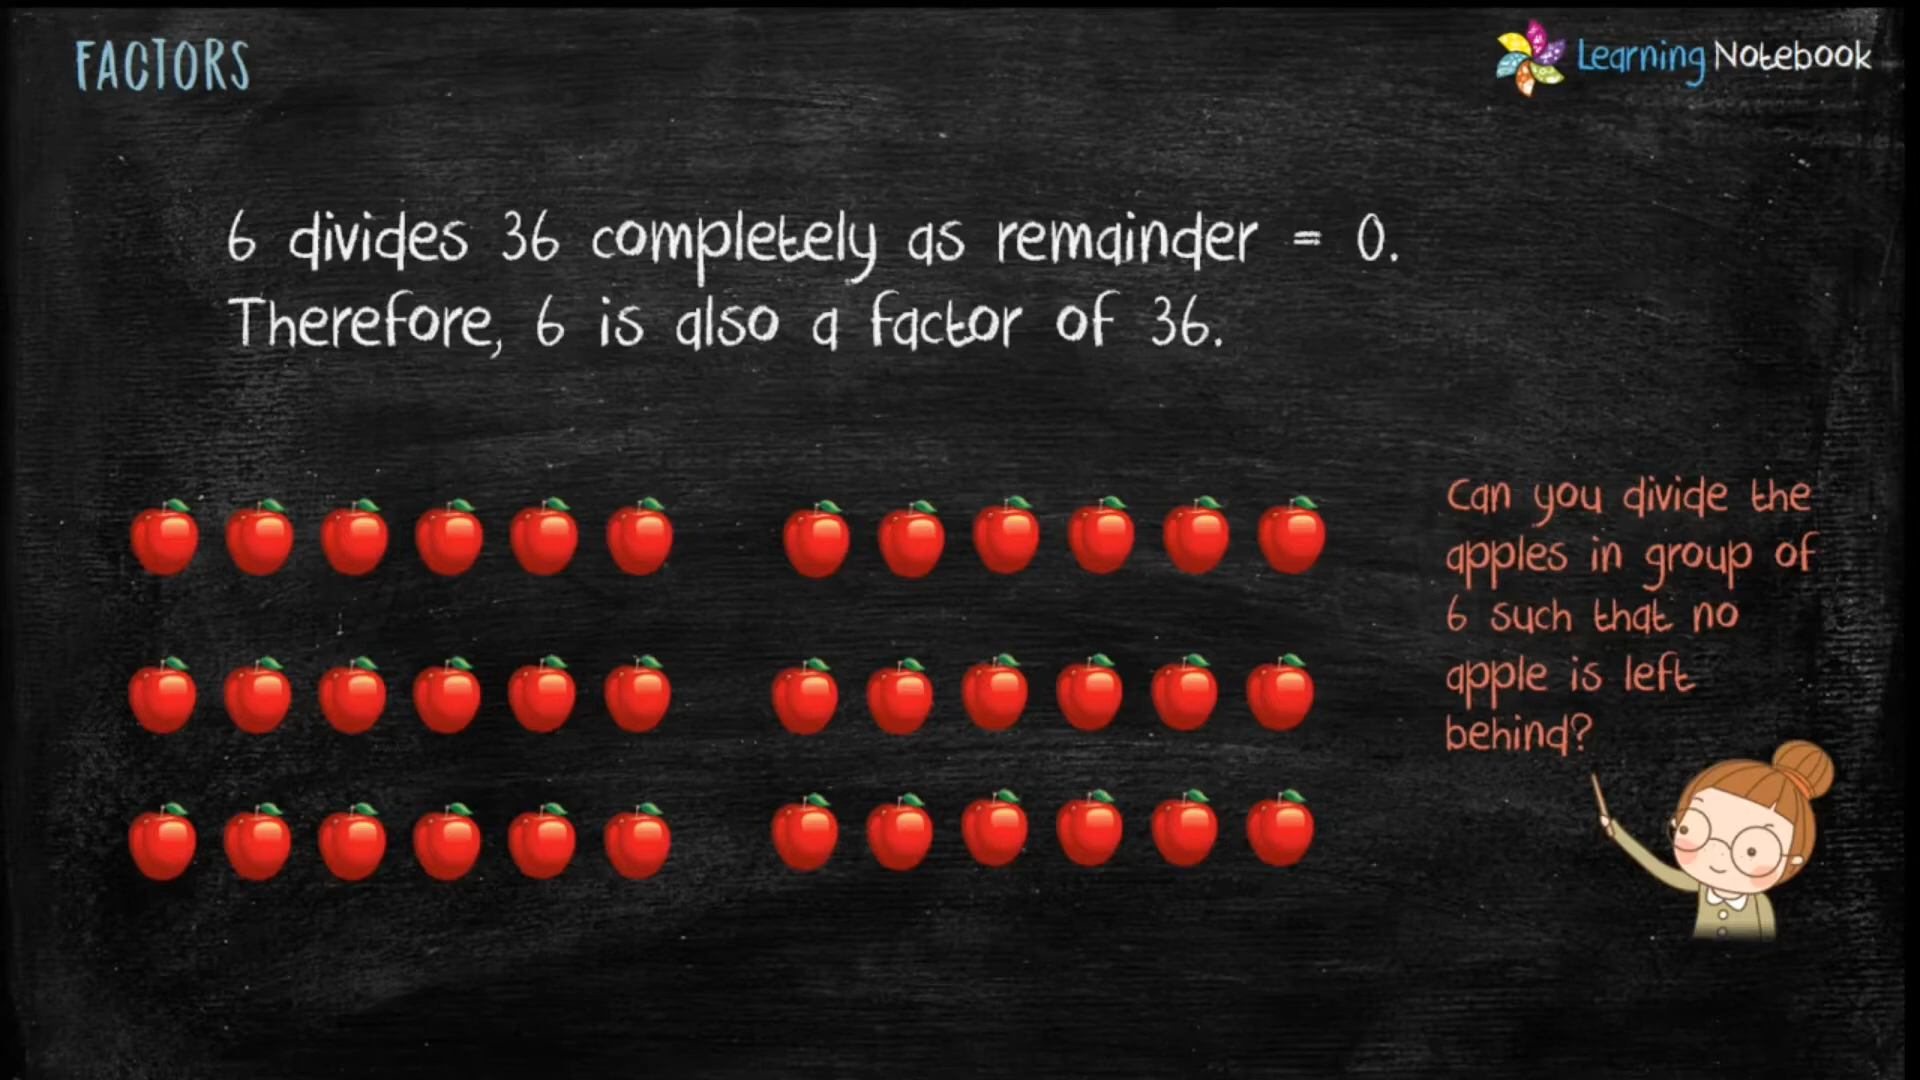 FACTORS
Learning Notebook
6 divides 36 completely as remainder = 0.
Therefore, 6 is also a factor of 36.
Can you divide the
apples in group of
6 such that no
apple is left
behind?